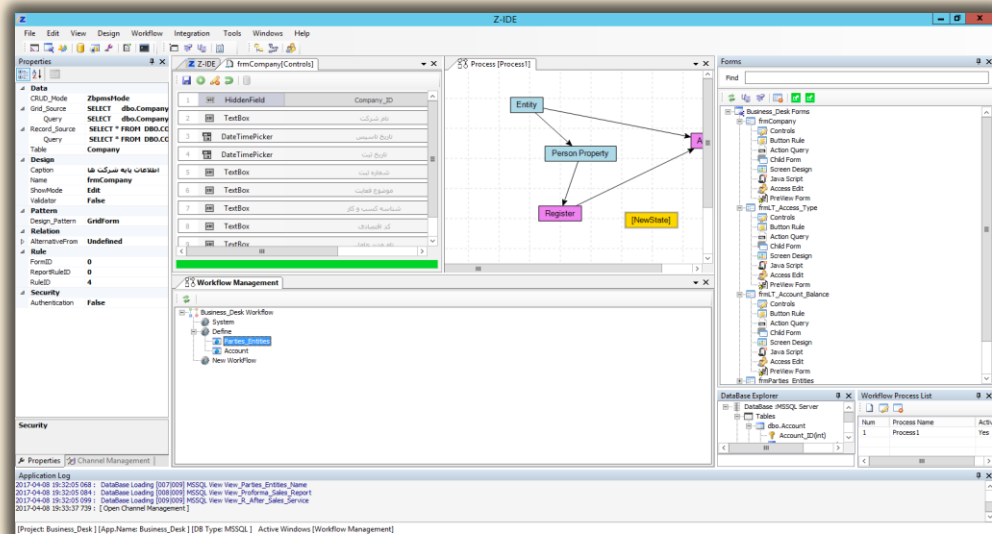 Z-IDE
File Edit View Design Workflow Integration Tools Windows Help
Properties
Data
CRUD_Mode ZbpmsMode
Grid_Source SELECT dbo.Company
Query SELECT dbo.Company
Record_Source SELECT * FROM DBO.CO
Query SELECT * FROM DBO.CO
Table Company
Design
Caption اطلاعات پایه شرکت ها
Name frmCompany
ShowMode Edit
Validator False
Pattern
Design_Pattern GridForm
Relation
AlternativeFrom Undefined
Rule
FormID 0
ReportRuleID 0
RuleID 4
Security
Authentication False
Security
Properties Channel Management
Z-IDE frmCompany[Controls]
1 HiddenField Company_ID
2 TextBox نام شرکت
3 DateTimePicker تاریخ تاسیس
4 DateTimePicker تاریخ ثبت
5 TextBox شماره ثبت
6 TextBox موضوع فعالیت
7 TextBox شناسه کسب و کار
8 TextBox کد اقتصادی
9 TextBox
Process [Process1]
Entity
Person Property
A
Register
[NewState]
Workflow Management
Business_Desk Workflow
System
Define
Parties_Entities
Account
New WorkFlow
Forms
Find
Business_Desk Forms
frmCompany
Controls
Button Rule
Action Query
Child Form
Screen Design
Java Script
Access Edit
PreView Form
frmLT_Access_Type
Controls
Button Rule
Action Query
Child Form
Screen Design
Java Script
Access Edit
PreView Form
frmLT_Account_Balance
Controls
Button Rule
Action Query
Child Form
Screen Design
Java Script
Access Edit
PreView Form
frmParties_Entities
DataBase Explorer
DataBase :MSSQL Server
Tables
dbo.Account
Account_ID(int)
Workflow Process List
Num Process Name Activ
1 Process1 Yes
Application Log
2017-04-08 19:32:05 068 : DataBase Loading [007|009] MSSQL View View_Parties_Entities_Name
2017-04-08 19:32:05 084 : DataBase Loading [008|009] MSSQL View View_Proforma_Sales_Report
2017-04-08 19:32:05 099 : DataBase Loading [009|009] MSSQL View View_R_After_Sales_Service
2017-04-08 19:33:37 739 : [ Open Channel Management ]
[Project: Business_Desk ] [App.Name: Business_Desk ] [DB Type: MSSQL ] Active Windows [Workflow Management]